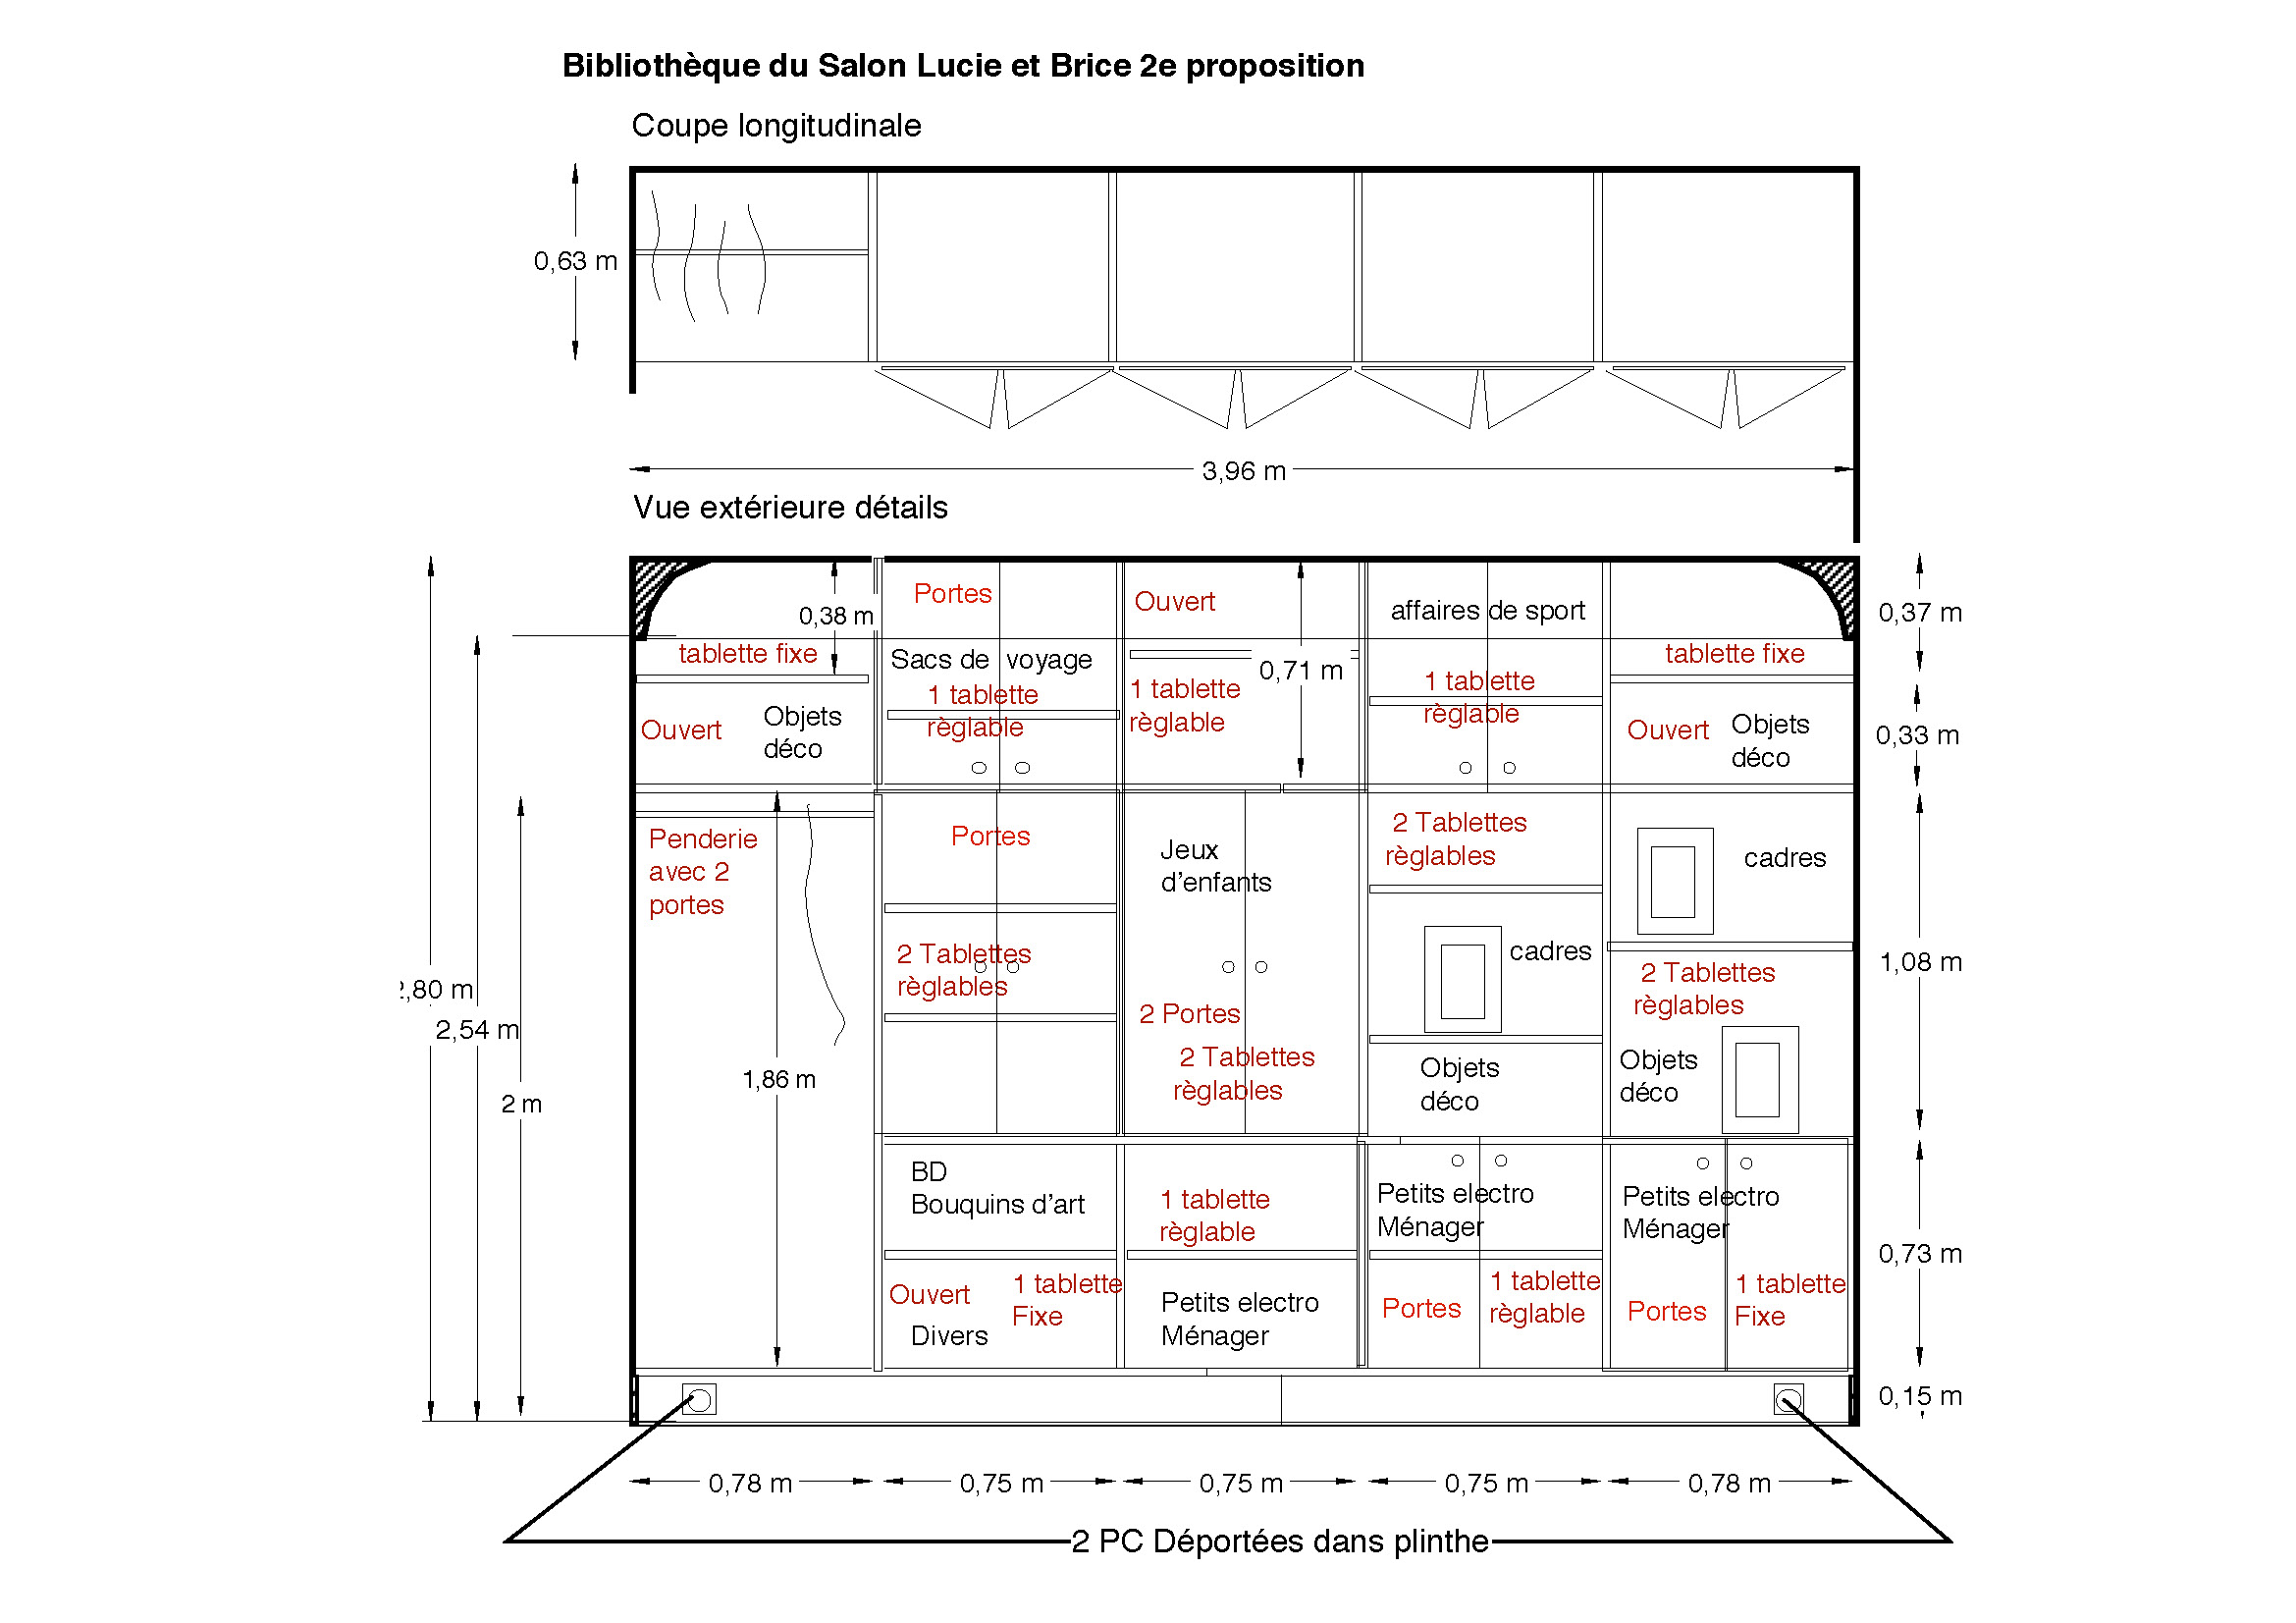 Bibliothèque du Salon Lucie et Brice 2e proposition
Coupe longitudinale
0,63 m
3,96 m
Vue extérieure détails
Portes
Ouvert
affaires de sport
0,38 m
0,37 m
tablette fixe
Sacs de voyage
0,71 m
tablette fixe
1 tablette
règlable
1 tablette
règlable
1 tablette
règlable
Ouvert
Objets
déco
Ouvert
Objets
déco
0,33 m
Penderie
avec 2
portes
Portes
Jeux
d'enfants
2 Tablettes
règlables
cadres
cadres
2 Tablettes
règlables
2 Tablettes
règlables
1,08 m
2,80 m
2,54 m
2 m
1,86 m
2 Portes
2 Tablettes
règlables
Objets
déco
Objets
déco
BD
Bouquins d'art
1 tablette
règlable
Petits electro
Ménager
Petits electro
Ménager
0,73 m
Ouvert
1 tablette
Fixe
Divers
Petits electro
Ménager
Portes
1 tablette
règlable
Portes
1 tablette
Fixe
0,15 m
0,78 m
0,75 m
0,75 m
0,75 m
0,78 m
2 PC Déportées dans plinthe